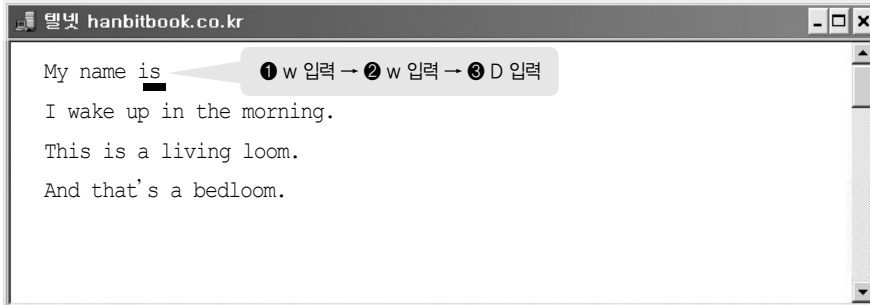 텔넷 hanbitbook.co.kr
My name is
❶ w 입력 → ❷ w 입력 → ❸ D 입력
I wake up in the morning.
This is a living loom.
And that's a bedloom.